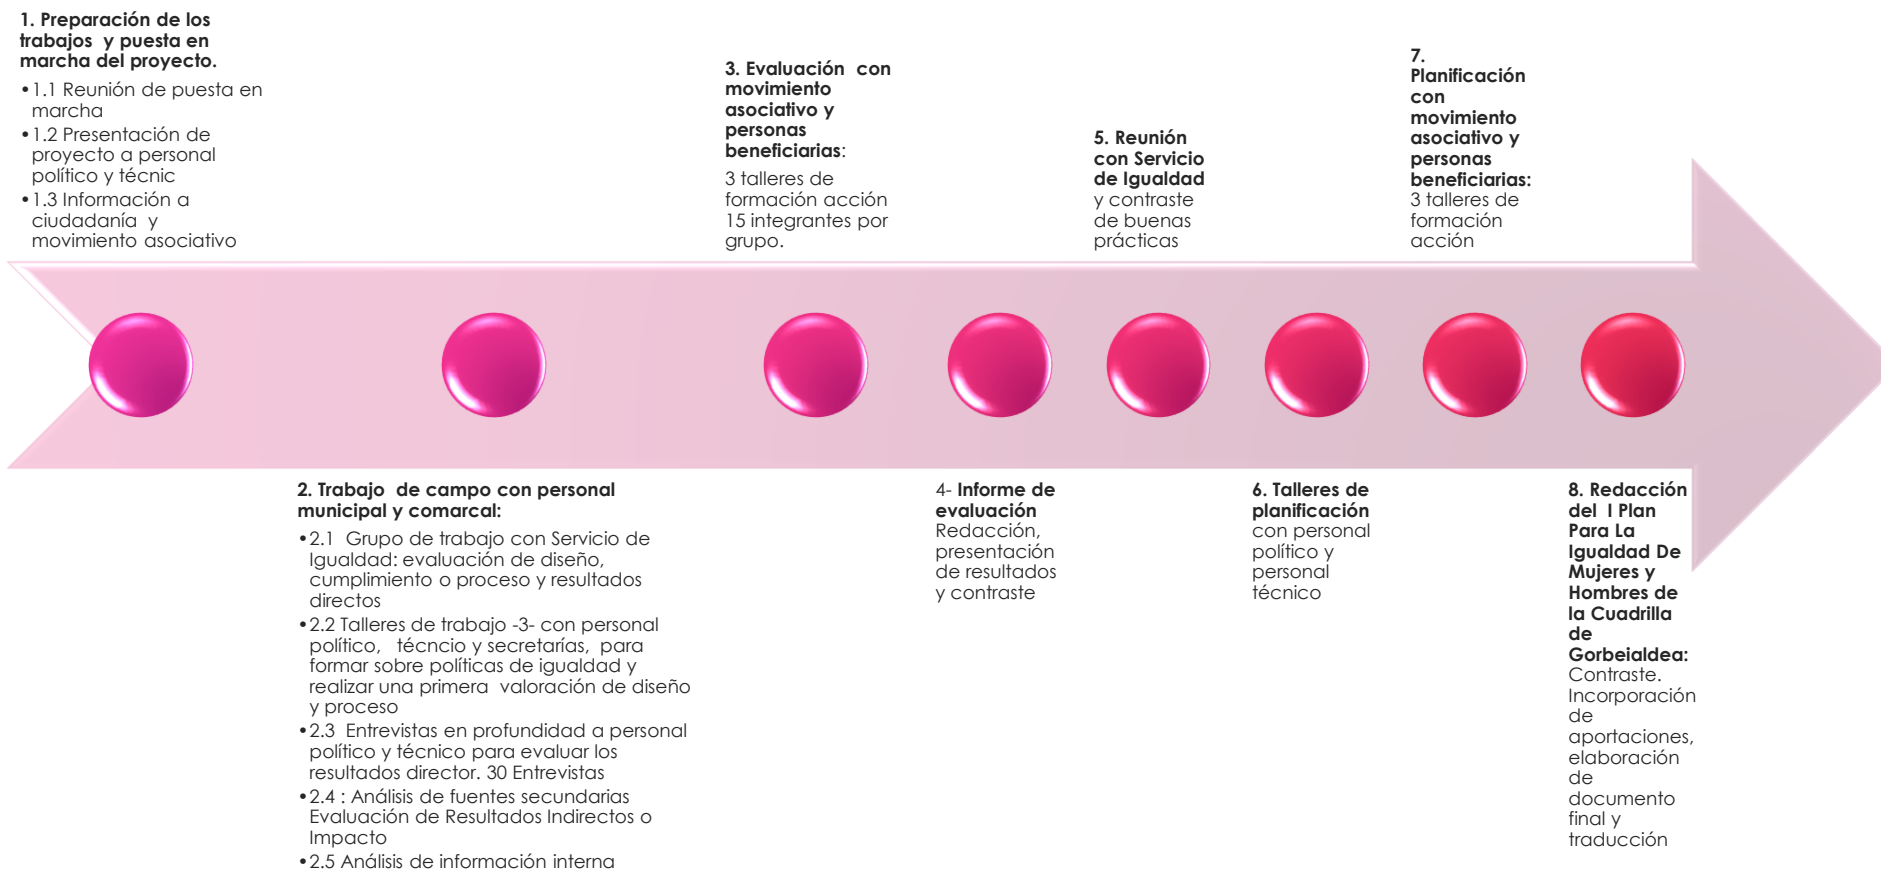 1. Preparación de los
trabajos y puesta en
marcha del proyecto.
•1.1 Reunión de puesta en
marcha
•1.2 Presentación de
proyecto a personal
político y técnic
•1.3 Información a
ciudadanía y
movimiento asociativo
2. Trabajo de campo con personal
municipal y comarcal:
•2.1 Grupo de trabajo con Servicio de
Igualdad: evaluación de diseño,
cumplimiento o proceso y resultados
directos
•2.2 Talleres de trabajo -3- con personal
político, técncio y secretarías, para
formar sobre políticas de igualdad y
realizar una primera valoración de diseño
y proceso
•2.3 Entrevistas en profundidad a personal
político y técnico para evaluar los
resultados director. 30 Entrevistas
•2.4 : Análisis de fuentes secundarias
Evaluación de Resultados Indirectos o
Impacto
•2.5 Análisis de información interna
3. Evaluación con
movimiento
asociativo y
personas
beneficiarias:
3 talleres de
formación acción
15 integrantes por
grupo.
4- Informe de
evaluación
Redacción,
presentación
de resultados
y contraste
5. Reunión
con Servicio
de Igualdad
y contraste
de buenas
prácticas
6. Talleres de
planificación
con personal
político y
personal
técnico
7.
Planificación
con
movimiento
asociativo y
personas
beneficiarias:
3 talleres de
formación
acción
8. Redacción
del I Plan
Para La
Igualdad De
Mujeres y
Hombres de
la Cuadrilla
de
Gorbeialdea:
Contraste.
Incorporación
de
aportaciones,
elaboración
de
documento
final y
traducción